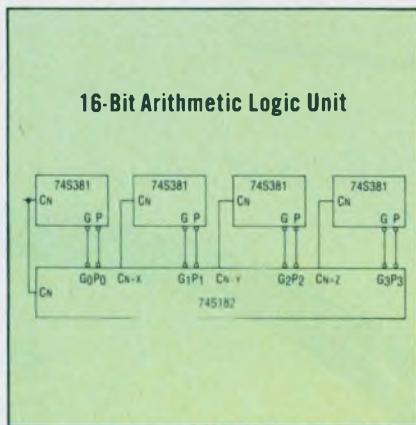 16-Bit Arithmetic Logic Unit
74S381 74S381 74S381 74S381
CN CN CN CN
G P G P G P G P
CN G0P0 CN-X G1P1 CN-Y G2P2 CN+Z G3P3
74S182